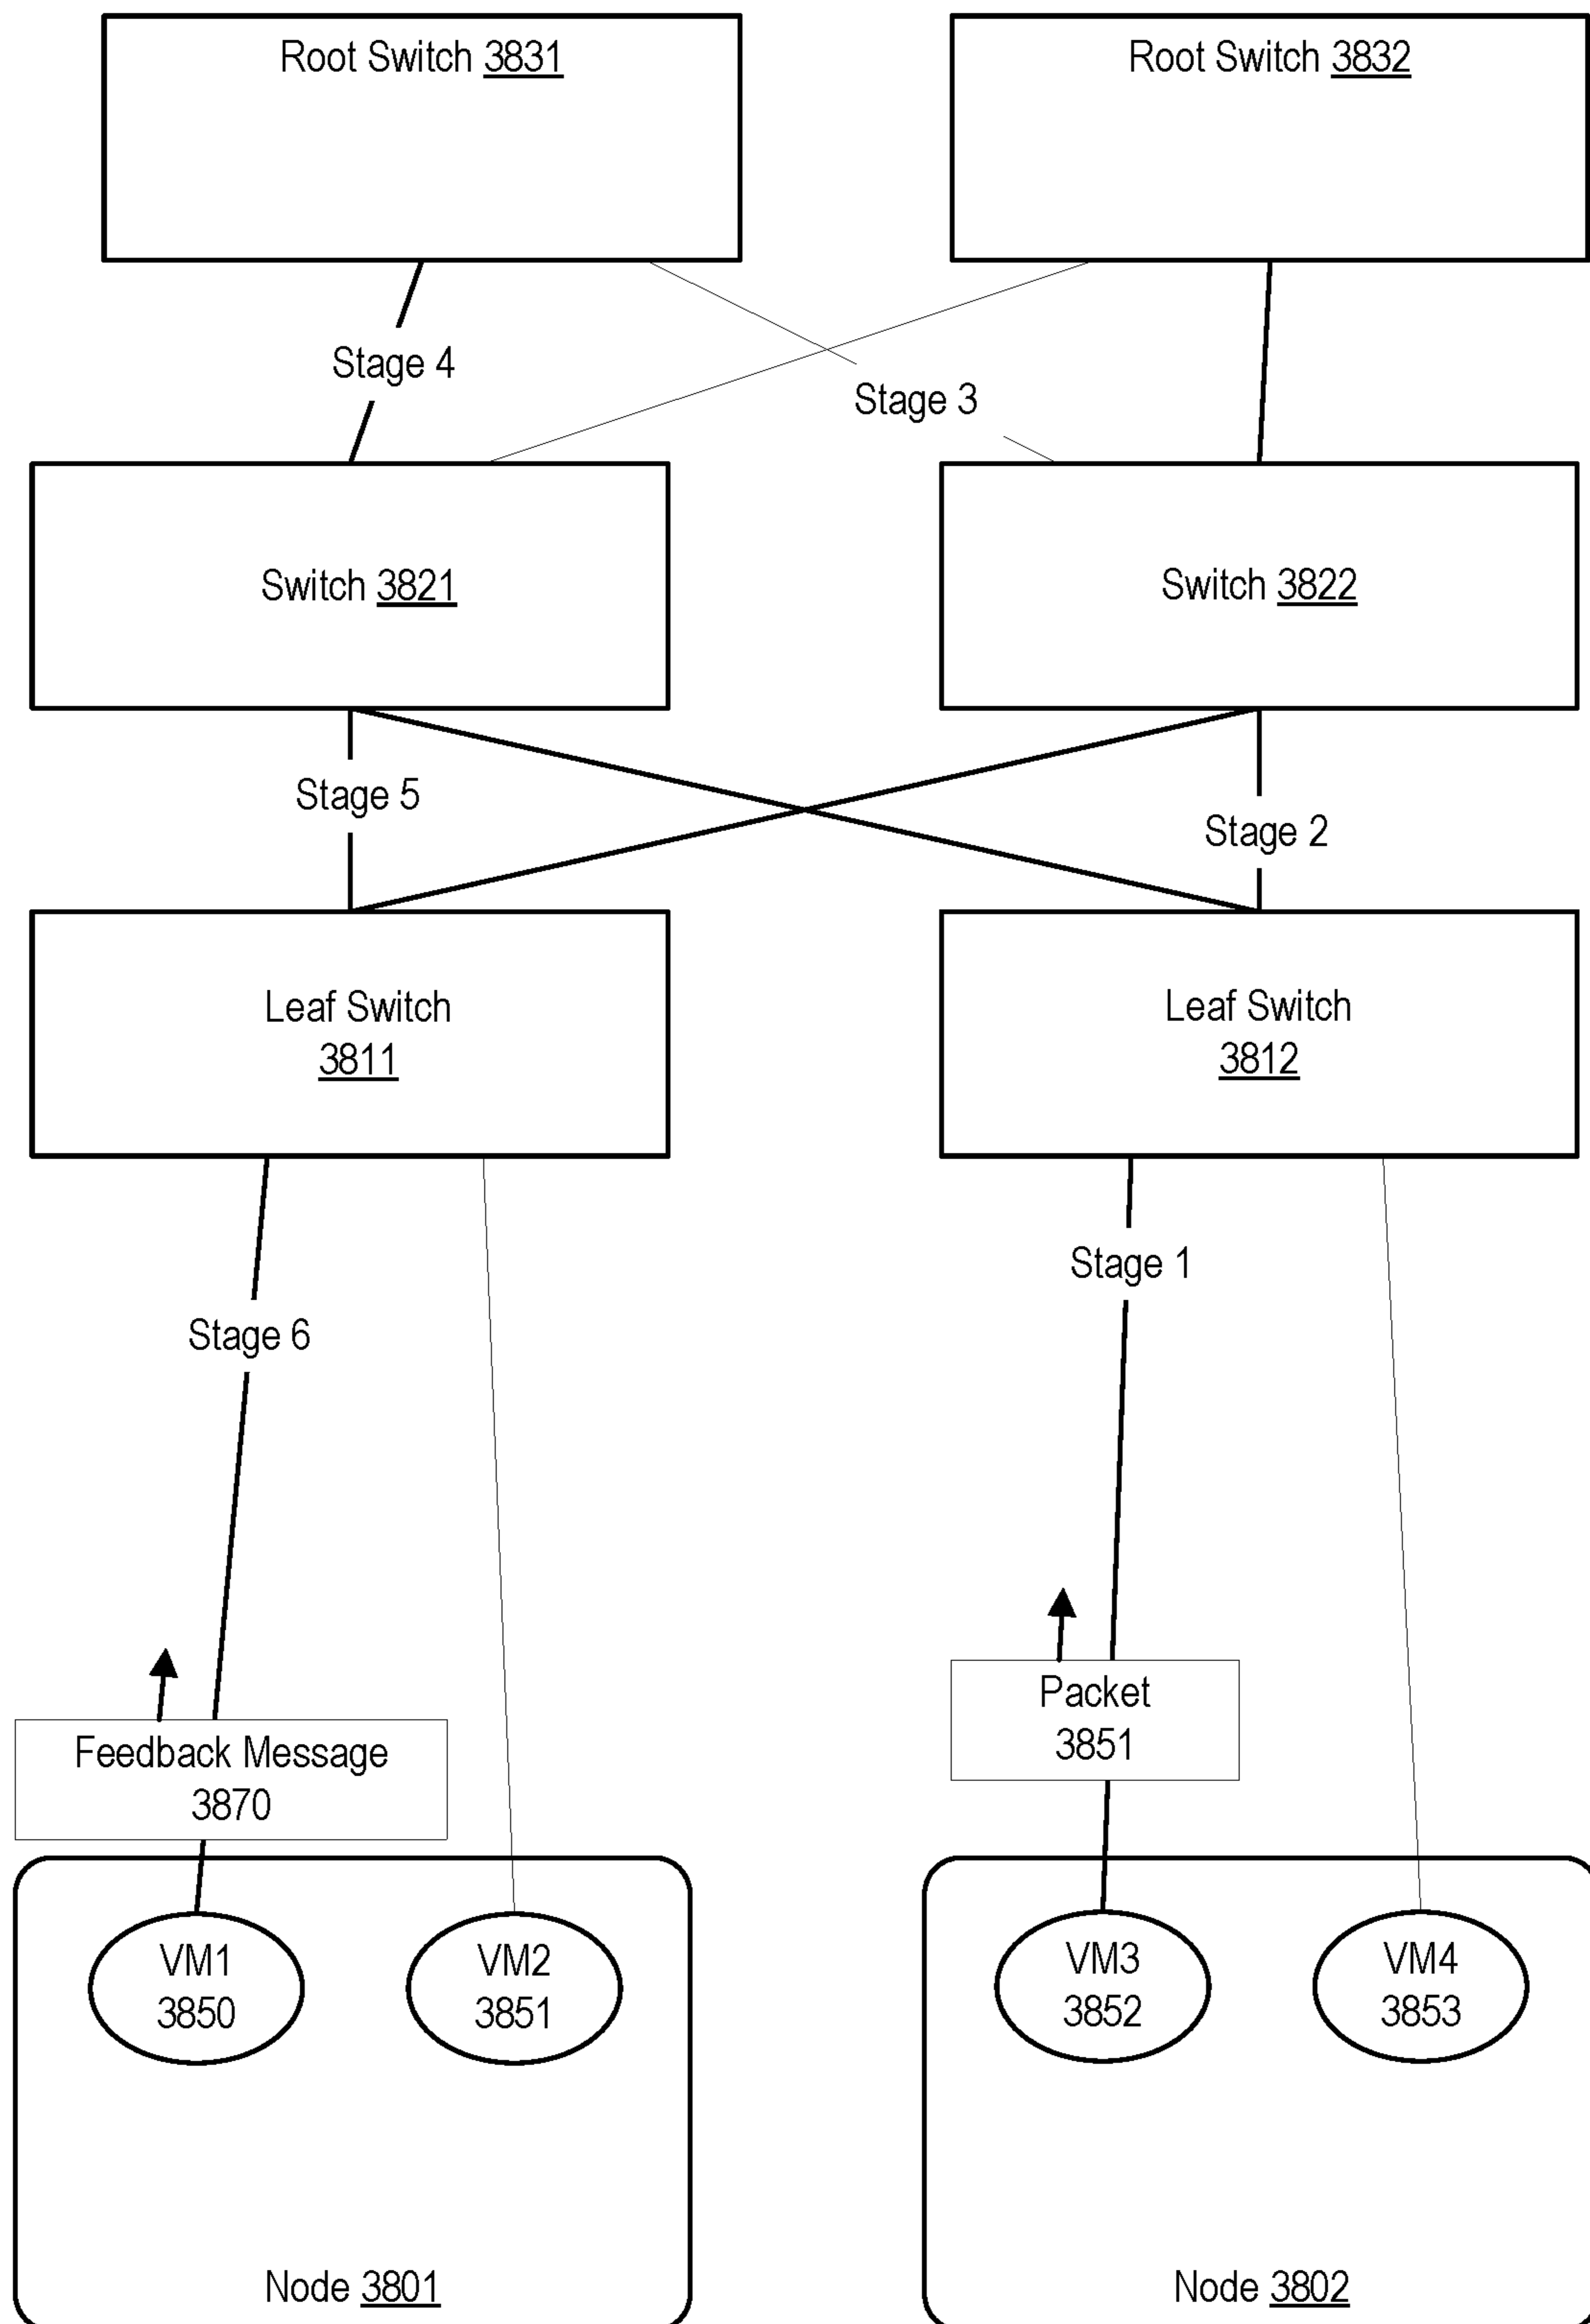 Root Switch 3831
Root Switch 3832
Stage 4
Stage 3
Switch 3821
Switch 3822
Stage 5
Stage 2
Leaf Switch
3811
Leaf Switch
3812
Stage 1
Stage 6
Packet
3851
Feedback Message
3870
VM1
3850
VM2
3851
VM3
3852
VM4
3853
Node 3801
Node 3802